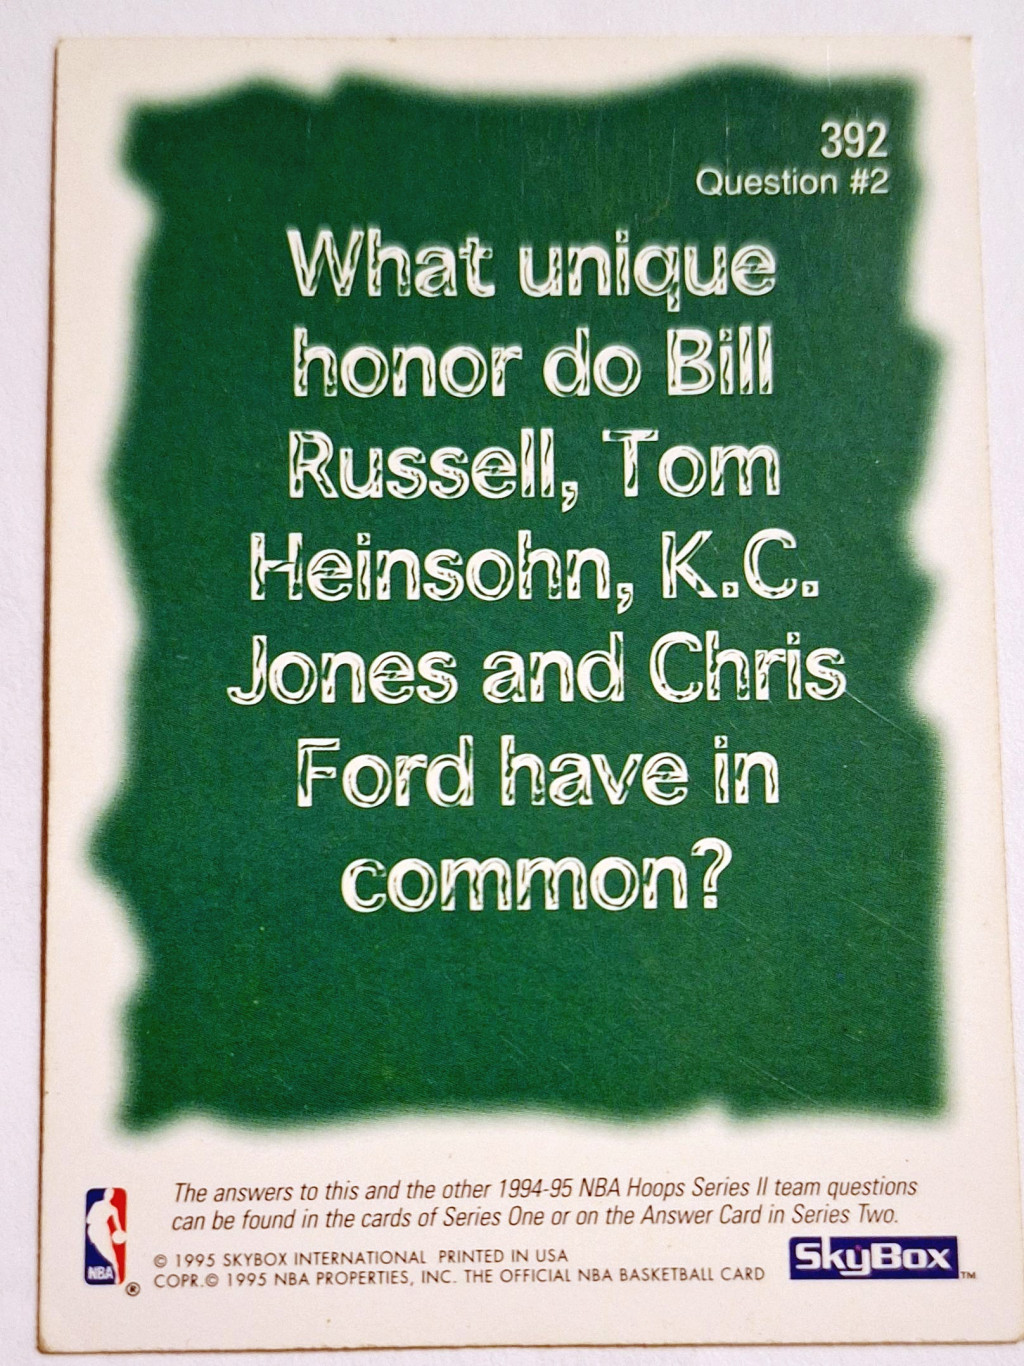 392
Question #2
What unique
honor do Bill
Russell, Tom
Heinsohn, K.C.
Jones and Chris
Ford have in
common?
The answers to this and the other 1994-95 NBA Hoops Series II team questions
can be found in the cards of Series One or on the Answer Card in Series Two.
© 1995 SKYBOX INTERNATIONAL PRINTED IN USA
COPR.© 1995 NBA PROPERTIES, INC. THE OFFICIAL NBA BASKETBALL CARD
NBA ®
SkyBox ™